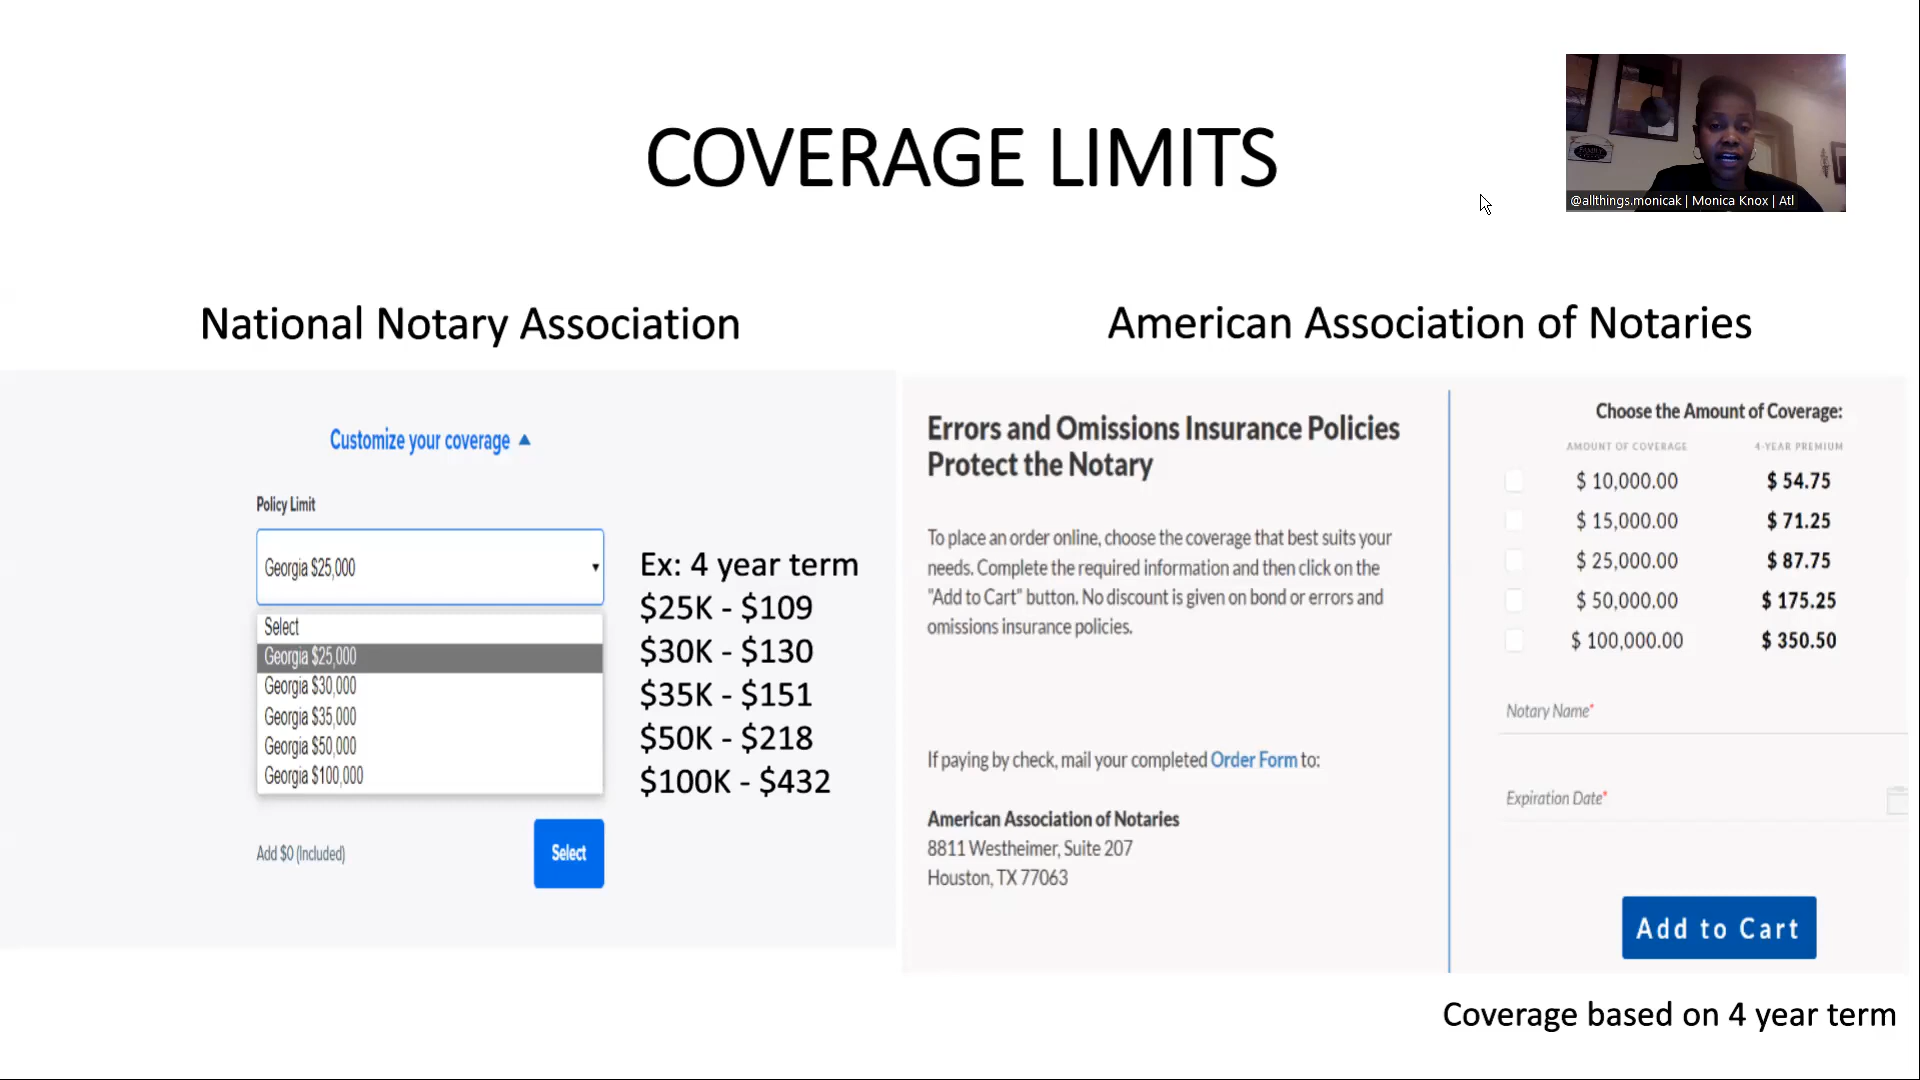 COVERAGE LIMITS
@allthings.monicak | Monica Knox | Atl
National Notary Association
Customize your coverage
Policy Limit
Georgia $25,000
Select
Georgia $25,000
Georgia $30,000
Georgia $35,000
Georgia $50,000
Georgia $100,000
Add $0 (Included)
Select
Ex: 4 year term
$25K - $109
$30K - $130
$35K - $151
$50K - $218
$100K - $432
American Association of Notaries
Errors and Omissions Insurance Policies
Protect the Notary
To place an order online, choose the coverage that best suits your
needs. Complete the required information and then click on the
"Add to Cart" button. No discount is given on bond or errors and
omissions insurance policies.
If paying by check, mail your completed Order Form to:
American Association of Notaries
8811 Westheimer, Suite 207
Houston, TX 77063
Choose the Amount of Coverage:
AMOUNT OF COVERAGE 4-YEAR PREMIUM
$ 10,000.00 $ 54.75
$ 15,000.00 $ 71.25
$ 25,000.00 $ 87.75
$ 50,000.00 $ 175.25
$ 100,000.00 $ 350.50
Notary Name*
Expiration Date*
Add to Cart
Coverage based on 4 year term